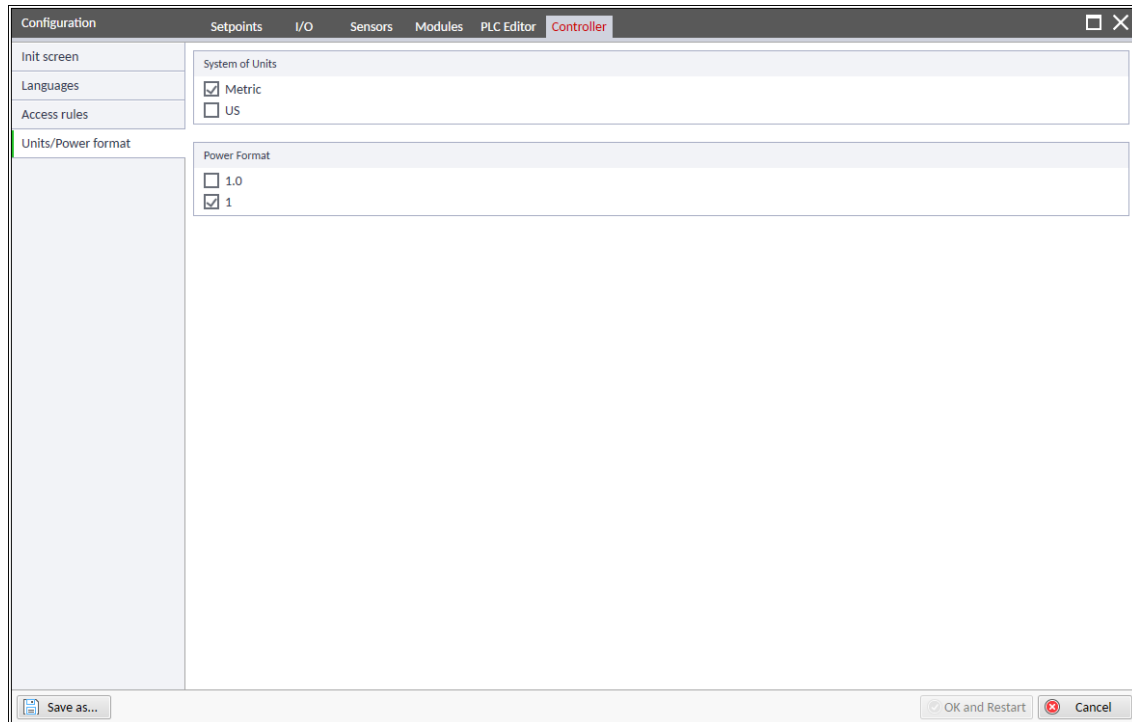 Configuration
Setpoints I/O Sensors Modules PLC Editor Controller
Init screen
Languages
Access rules
Units/Power format
System of Units
Metric
US
Power Format
1.0
1
Save as...
OK and Restart
Cancel